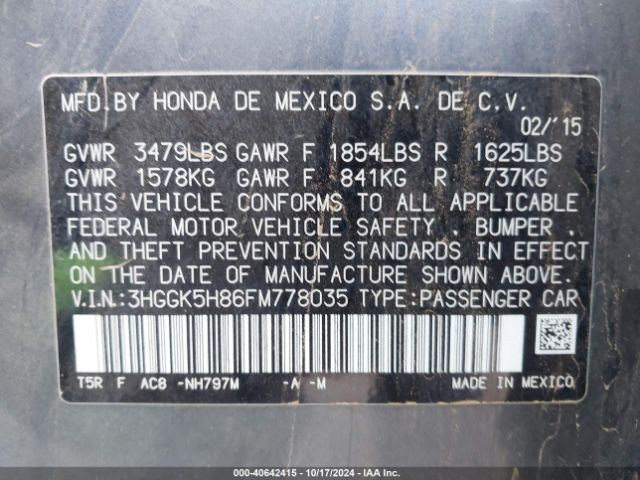 MFD.BY HONDA DE MEXICO S.A. DE C.V.
02/'15
GVWR 3479LBS GAWR F 1854LBS R 1625LBS
GVWR 1578KG GAWR F 841KG R 737KG
THIS VEHICLE CONFORMS TO ALL APPLICABLE
FEDERAL MOTOR VEHICLE SAFETY , BUMPER ,
AND THEFT PREVENTION STANDARDS IN EFFECT
ON THE DATE OF MANUFACTURE SHOWN ABOVE.
V.I.N.:3HGGK5H86FM778035 TYPE:PASSENGER CAR
T5R F AC8 -NH797M -A -M MADE IN MEXICO
000-40642415 - 10/17/2024 - IAA Inc.